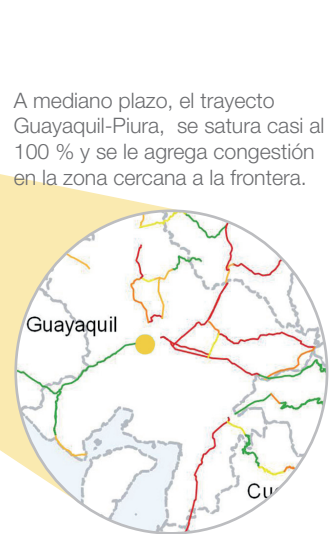 A mediano plazo, el trayecto
Guayaquil-Piura, se satura casi al
100 % y se le agrega congestión
en la zona cercana a la frontera.
Guayaquil
Cu